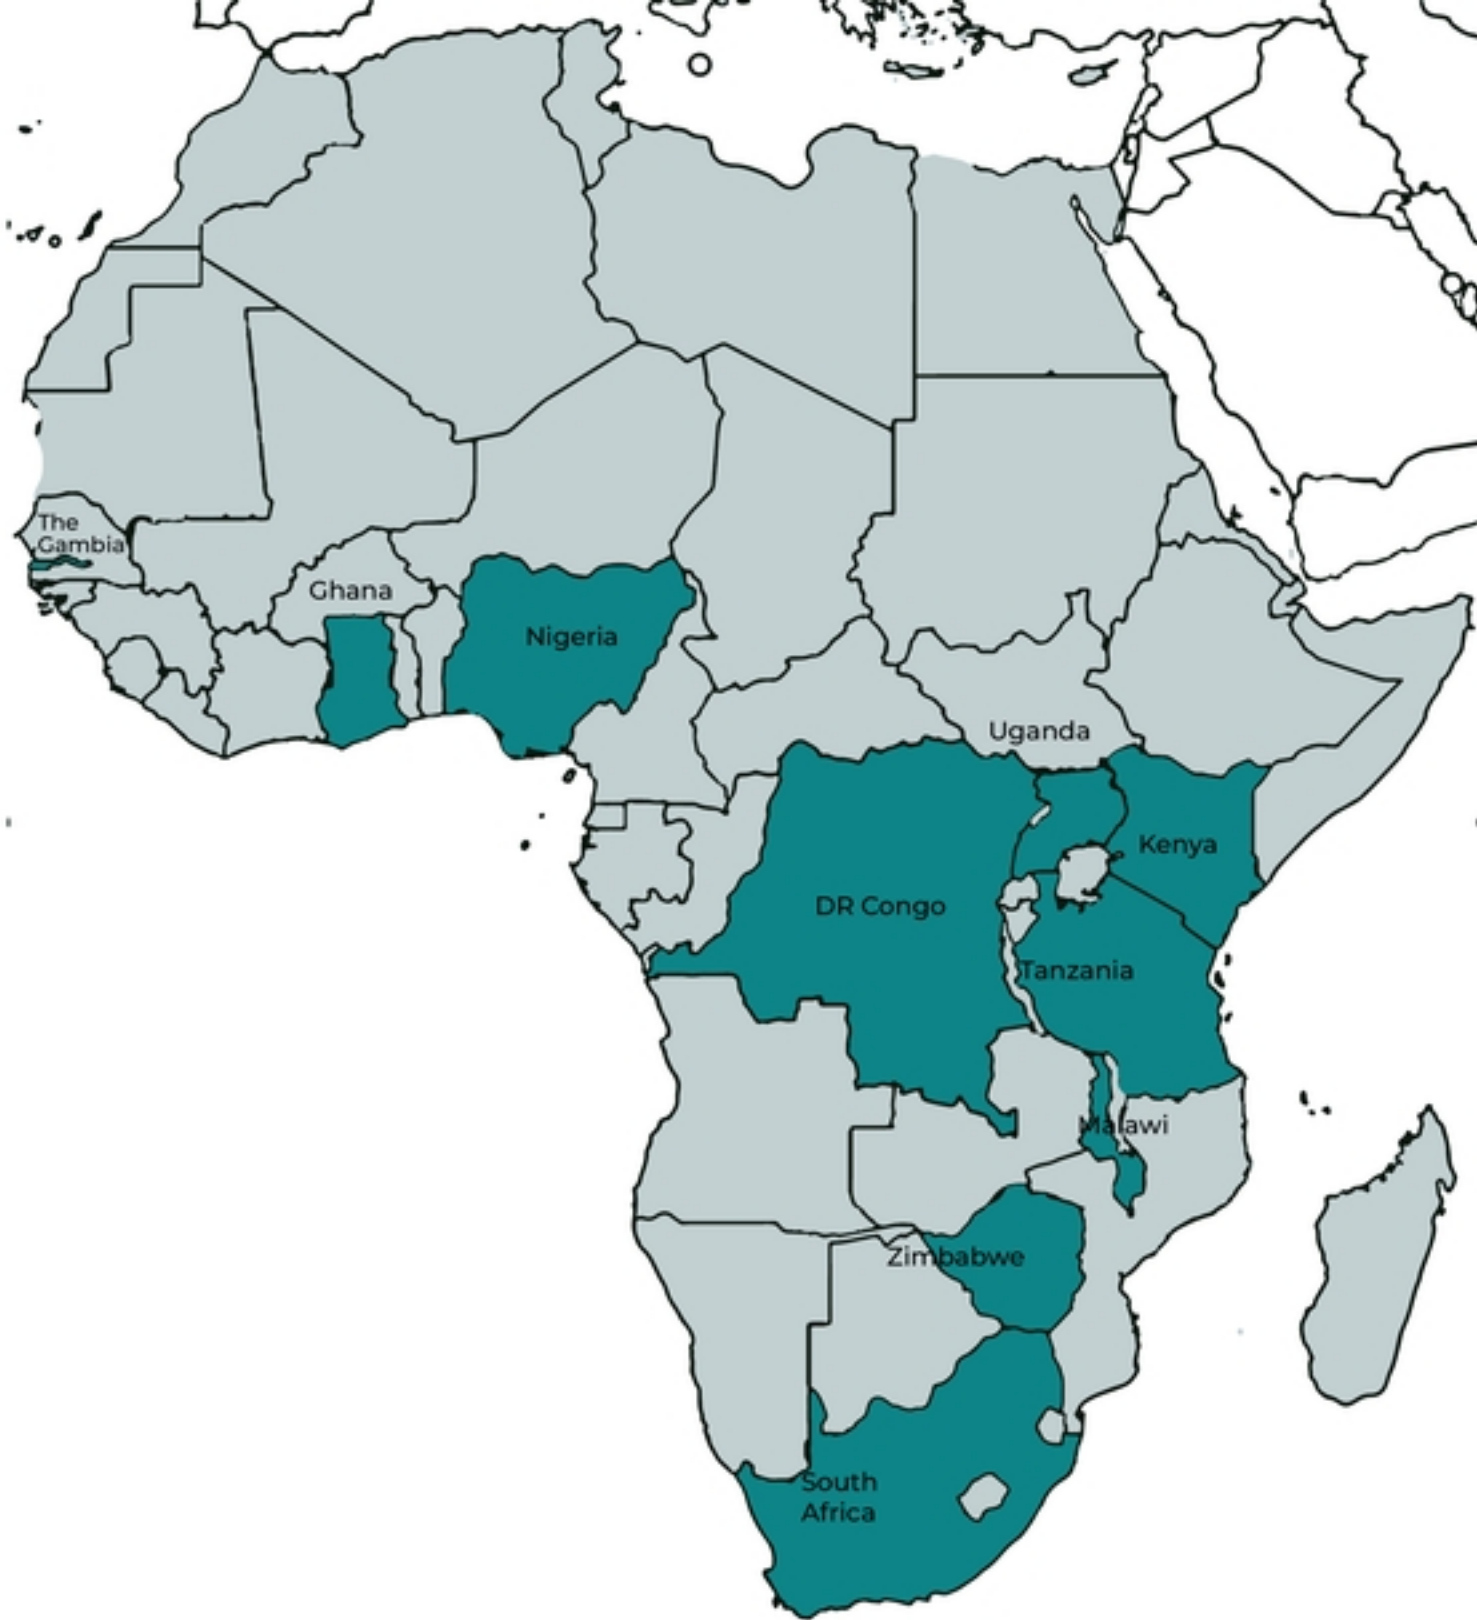 The
Gambia
Ghana
Nigeria
Uganda
Kenya
DR Congo
Tanzania
Malawi
Zimbabwe
South
Africa